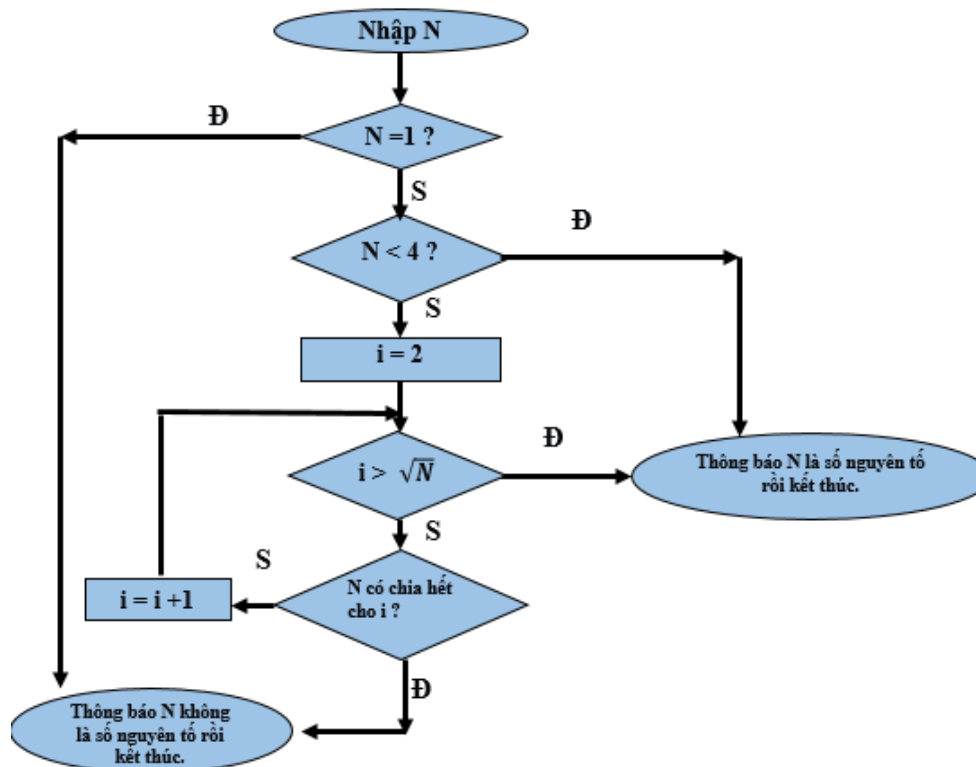 Nhập N
Đ
N =1 ?
S
Đ
N < 4 ?
S
i = 2
Đ
i > √N
Thông báo N là số nguyên tố
rồi kết thúc.
S
S
N có chia hết
cho i ?
i = i +1
Đ
Thông báo N không
là số nguyên tố rồi
kết thúc.